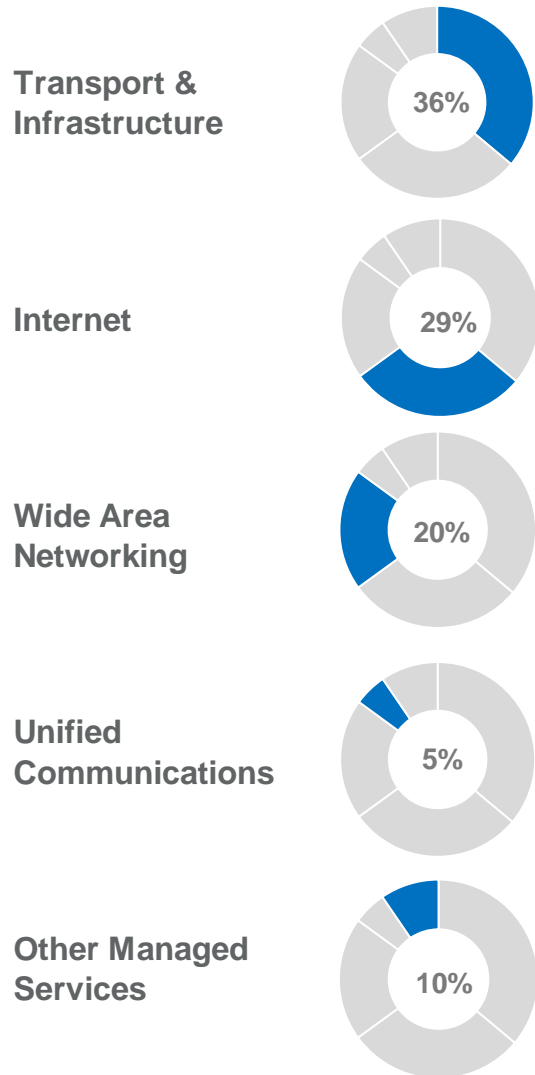 Transport &
Infrastructure
36%
Internet
29%
Wide Area
Networking
20%
Unified
Communications
5%
Other Managed
Services
10%